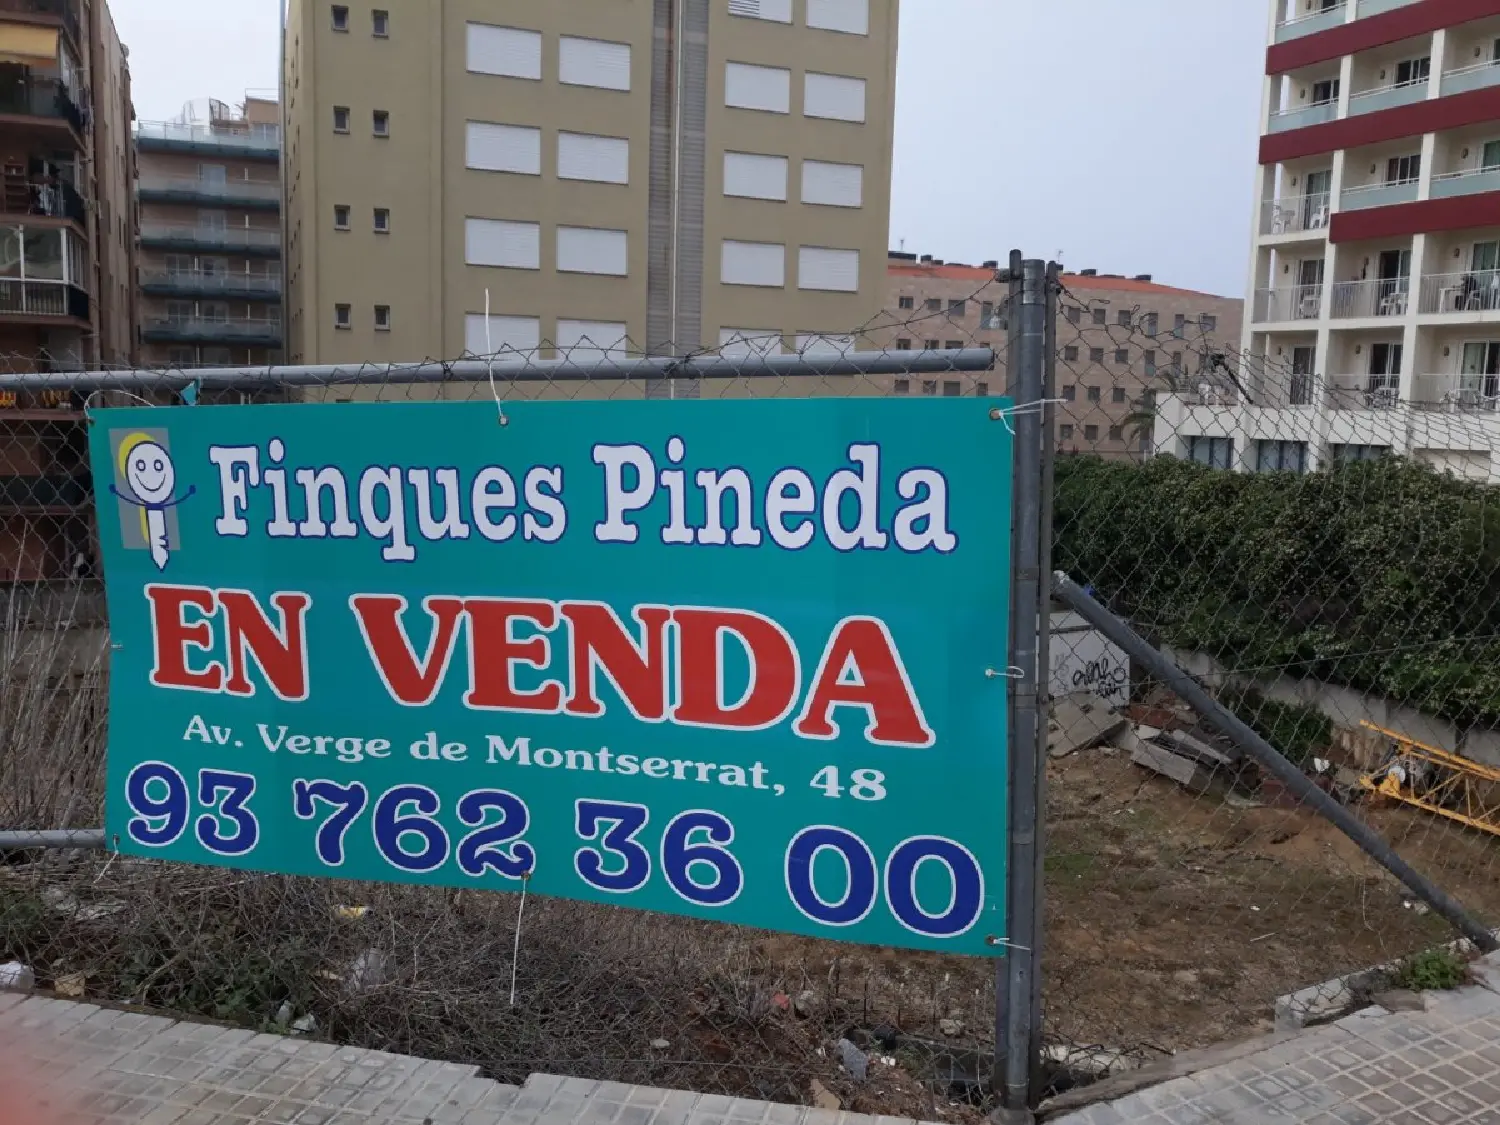 Finques Pineda
EN VENDA
Av. Verge de Montserrat, 48
93 762 36 00